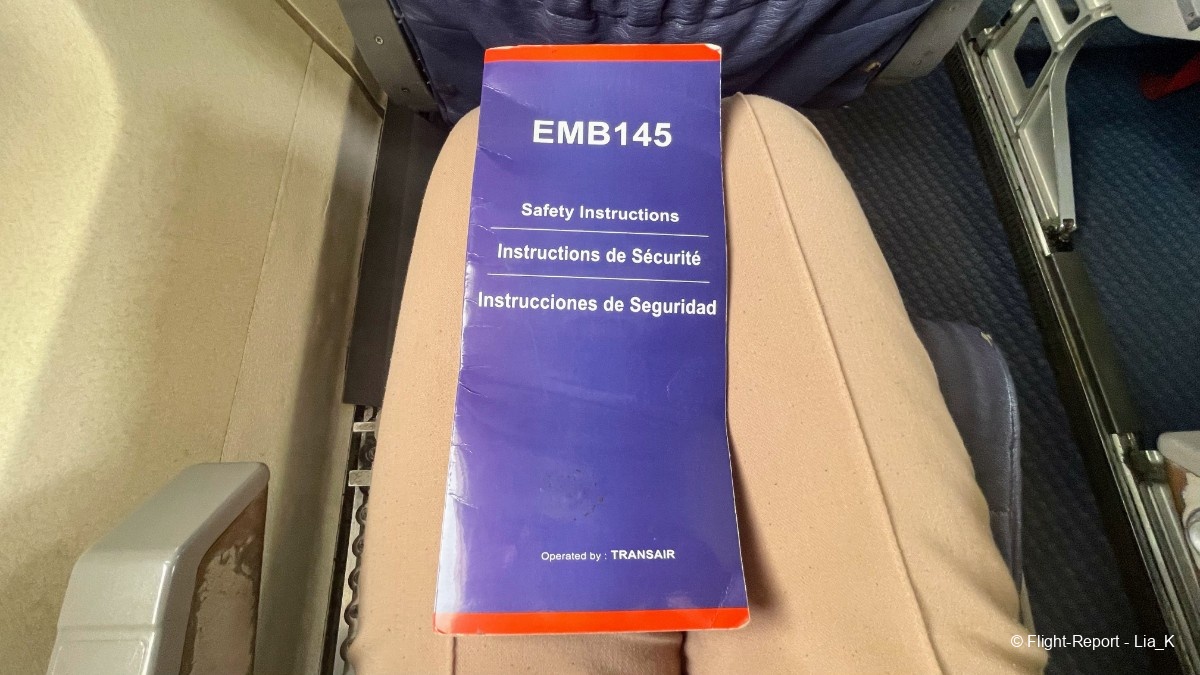 EMB145
Safety Instructions
Instructions de Sécurité
Instrucciones de Seguridad
Operated by : TRANSAIR
© Flight-Report - Lia_K